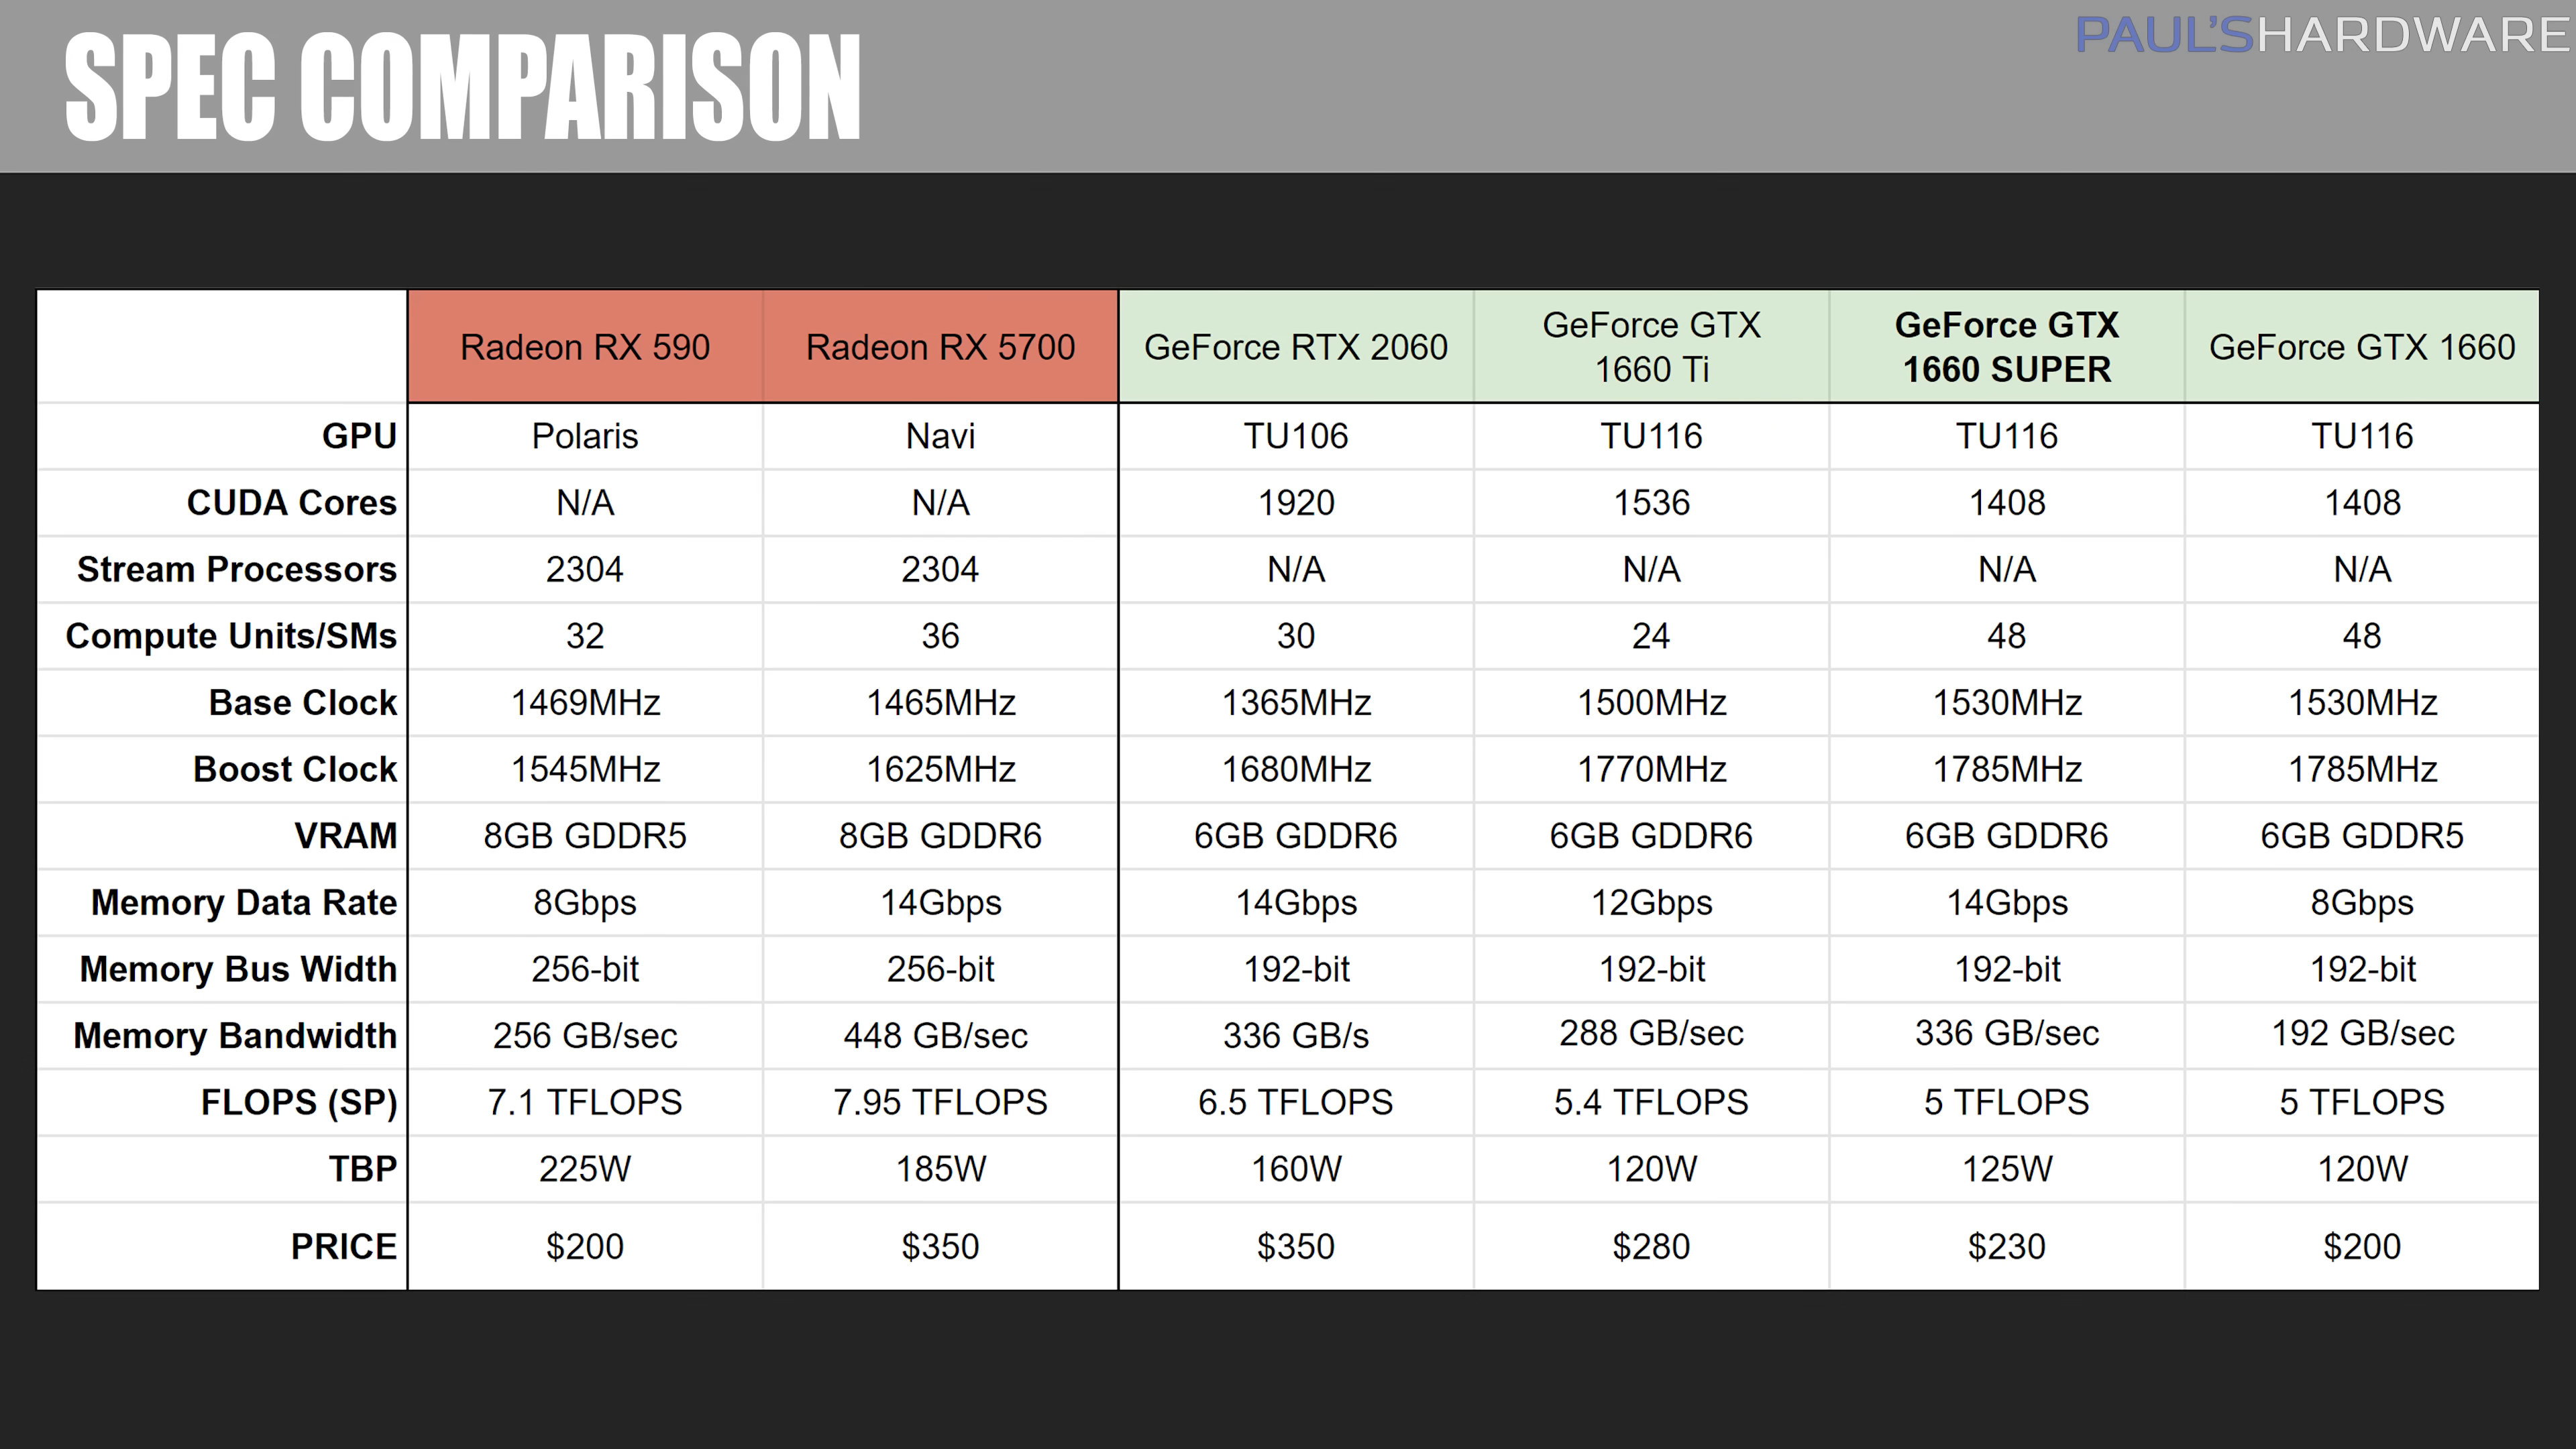 SPEC COMPARISON
PAUL'SHARDWARE
Radeon RX 590 Radeon RX 5700 GeForce RTX 2060 GeForce GTX 1660 Ti GeForce GTX 1660 SUPER GeForce GTX 1660
GPU Polaris Navi TU106 TU116 TU116 TU116
CUDA Cores N/A N/A 1920 1536 1408 1408
Stream Processors 2304 2304 N/A N/A N/A N/A
Compute Units/SMs 32 36 30 24 48 48
Base Clock 1469MHz 1465MHz 1365MHz 1500MHz 1530MHz 1530MHz
Boost Clock 1545MHz 1625MHz 1680MHz 1770MHz 1785MHz 1785MHz
VRAM 8GB GDDR5 8GB GDDR6 6GB GDDR6 6GB GDDR6 6GB GDDR6 6GB GDDR5
Memory Data Rate 8Gbps 14Gbps 14Gbps 12Gbps 14Gbps 8Gbps
Memory Bus Width 256-bit 256-bit 192-bit 192-bit 192-bit 192-bit
Memory Bandwidth 256 GB/sec 448 GB/sec 336 GB/s 288 GB/sec 336 GB/sec 192 GB/sec
FLOPS (SP) 7.1 TFLOPS 7.95 TFLOPS 6.5 TFLOPS 5.4 TFLOPS 5 TFLOPS 5 TFLOPS
TBP 225W 185W 160W 120W 125W 120W
PRICE $200 $350 $350 $280 $230 $200